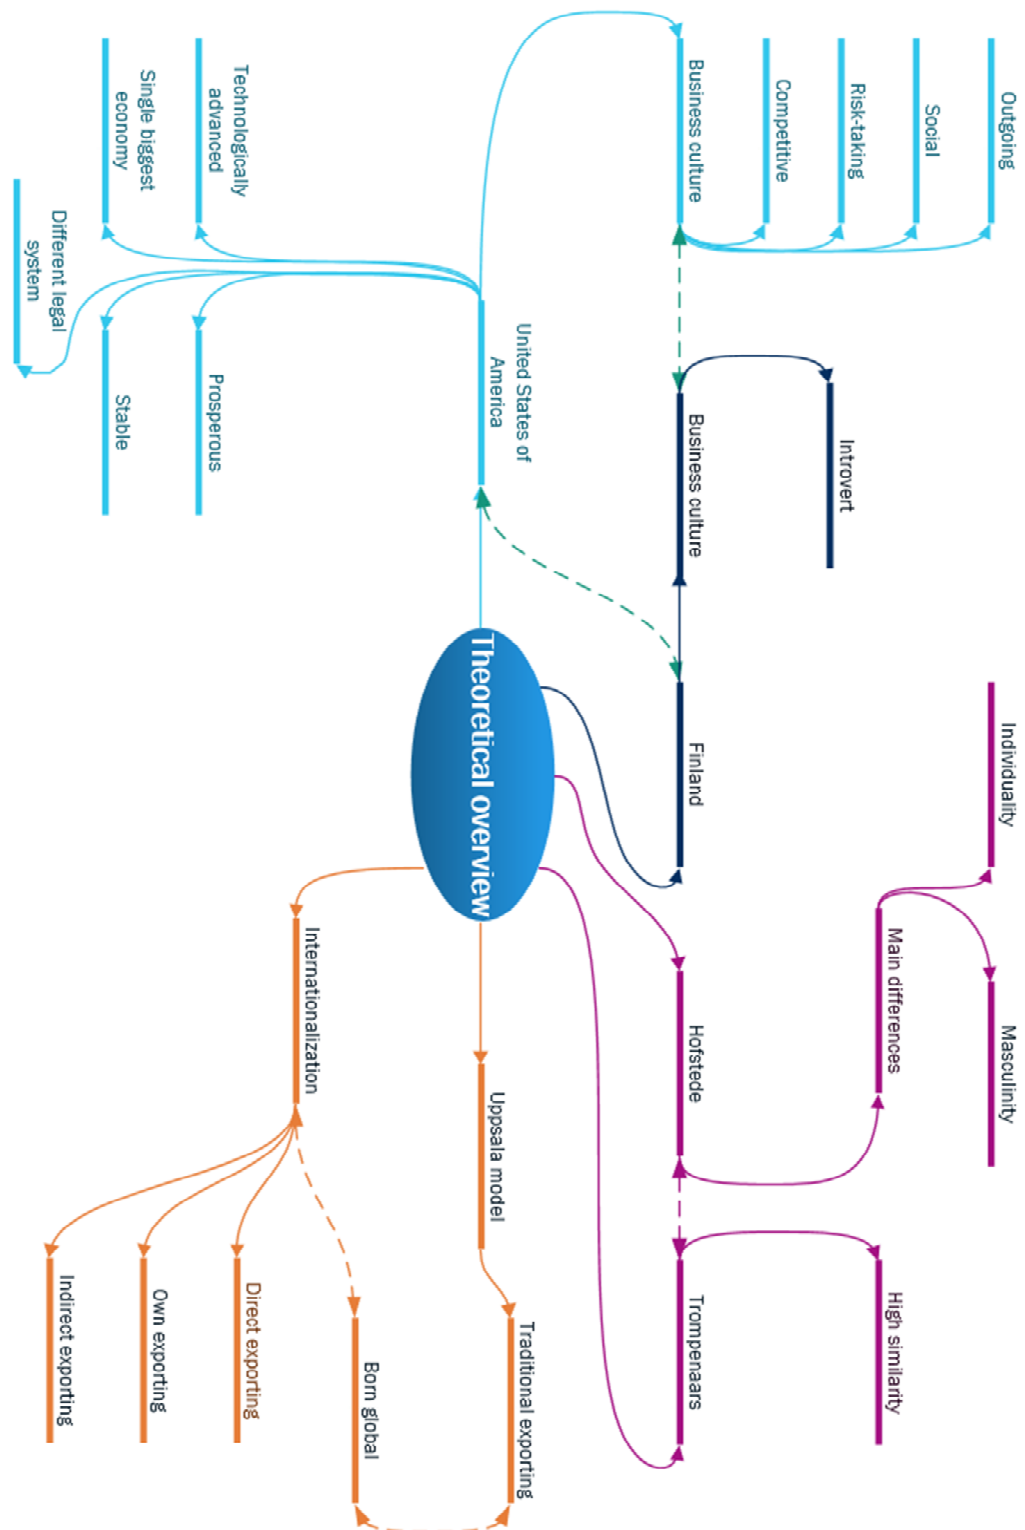 Outgoing
Social
Risk-taking
Competitive
Business culture
Technologically
advanced
Single biggest
economy
Different legal
system
United States of
America
Prosperous
Stable
Introvert
Business culture
Finland
Theoretical overview
Individuality
Masculinity
Main differences
Hofstede
High similarity
Trompenaars
Internationalization
Uppsala model
Traditional exporting
Born global
Direct exporting
Own exporting
Indirect exporting